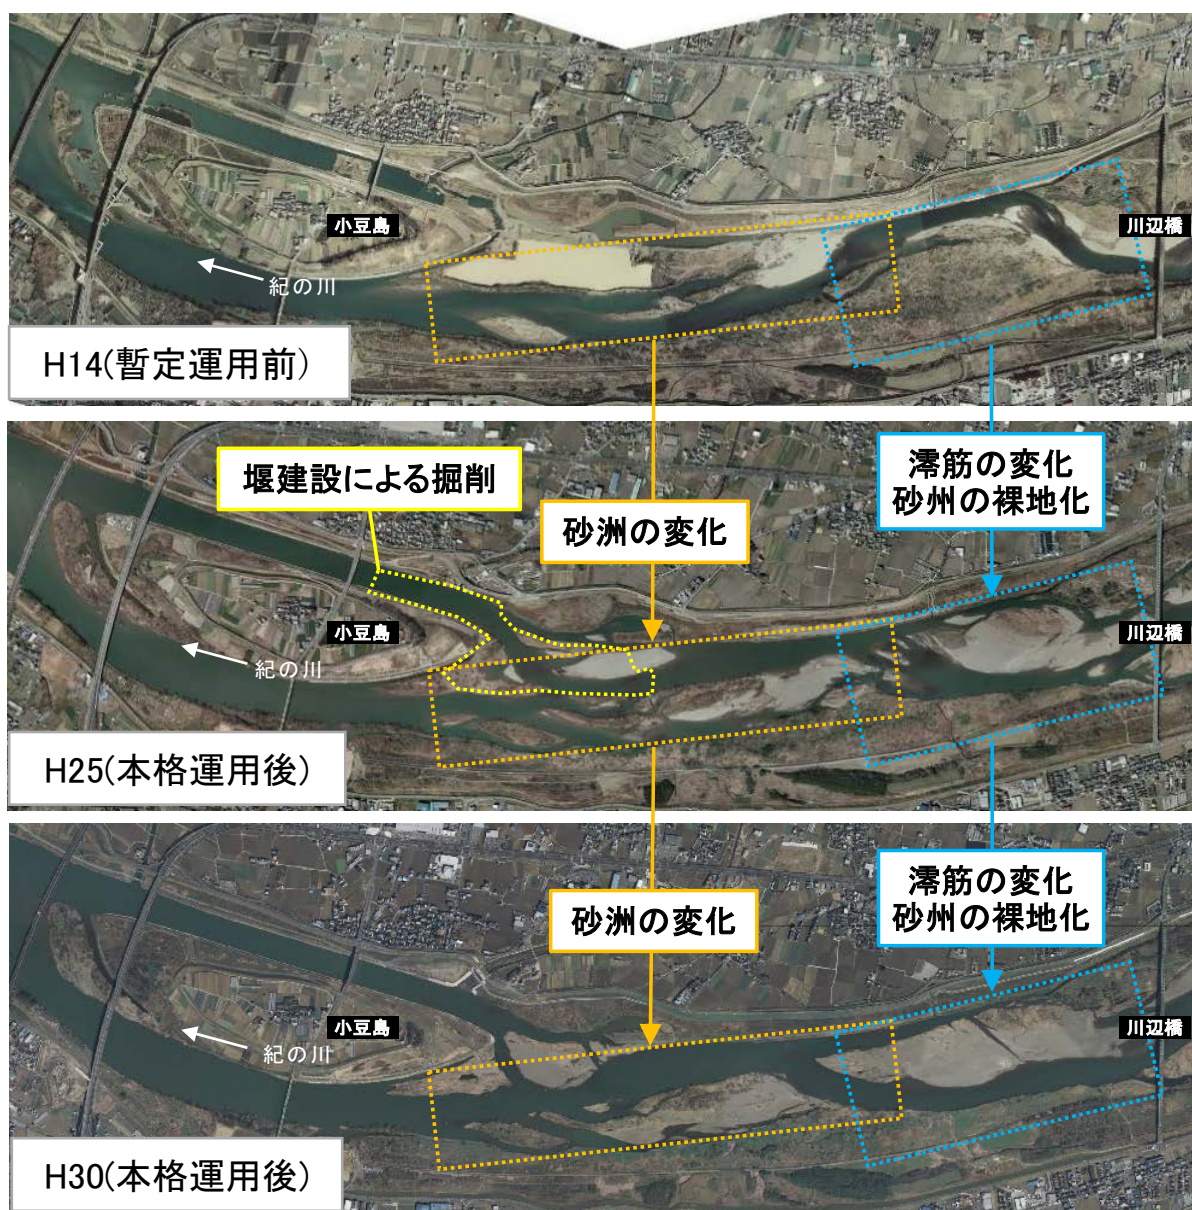 小豆島
川辺橋
紀の川
H14(暫定運用前)
堰建設による掘削
砂洲の変化
澪筋の変化
砂州の裸地化
小豆島
川辺橋
紀の川
H25(本格運用後)
砂洲の変化
澪筋の変化
砂州の裸地化
小豆島
川辺橋
紀の川
H30(本格運用後)